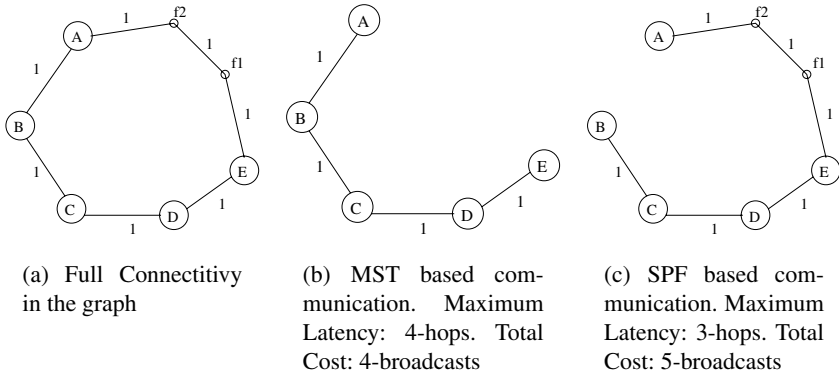 f2
1
A
1
f1
1
1
B
1
E
1
C
D
1
A
1
B
1
E
C
D
1
1
f2
1
A
1
f1
1
B
1
E
1
C
D
1
(a) Full Connectitivy
in the graph
(b) MST based com-
munication. Maximum
Latency: 4-hops. Total
Cost: 4-broadcasts
(c) SPF based com-
munication. Maximum
Latency: 3-hops. Total
Cost: 5-broadcasts